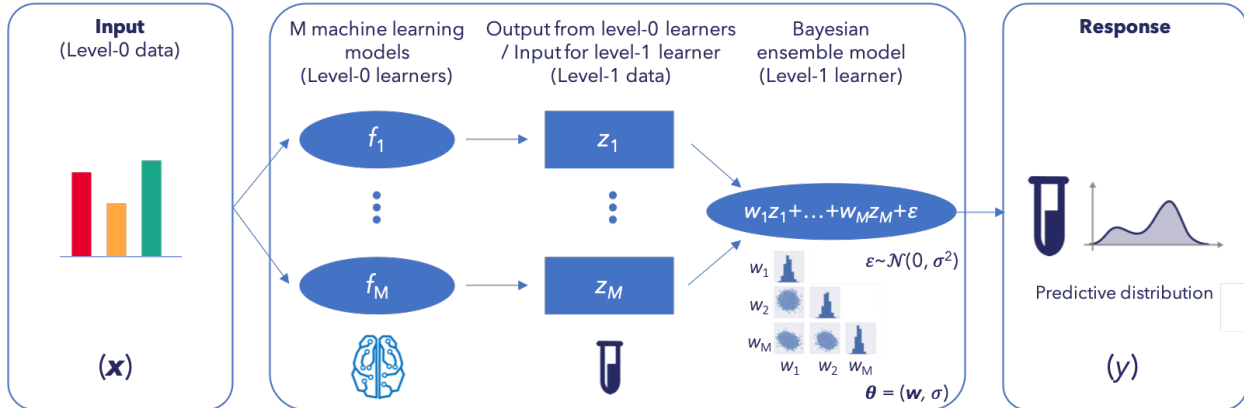 Input
(Level-0 data)
(x)
M machine learning
models
(Level-0 learners)
f1
fM
Output from level-0 learners
/ Input for level-1 learner
(Level-1 data)
z1
zM
Bayesian
ensemble model
(Level-1 learner)
w1z1+...+wMzM+ε
ε~N(0, σ²)
w1
w2
wM
w1 w2 wM
θ = (w, σ)
Response
Predictive distribution
(y)